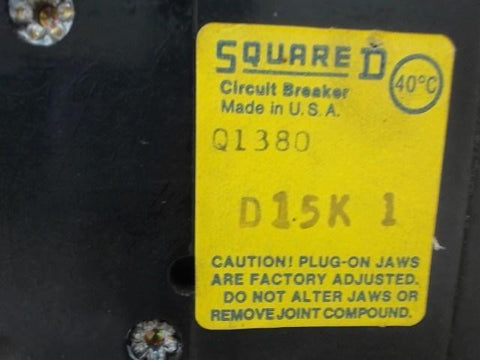 SQUARE D
40°C
Circuit Breaker
Made in U.S.A.
Q1380
D15K 1
CAUTION! PLUG-ON JAWS
ARE FACTORY ADJUSTED.
DO NOT ALTER JAWS OR
REMOVE JOINT COMPOUND.